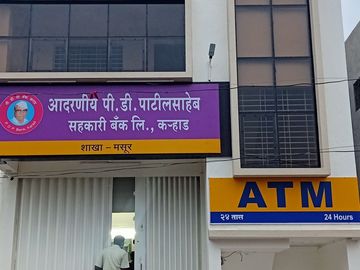 आदरणीय पी.डी.पाटीलसाहेब
सहकारी बँक लि., कऱ्हाड
शाखा - मसूर
ATM
२४ तास
24 Hours